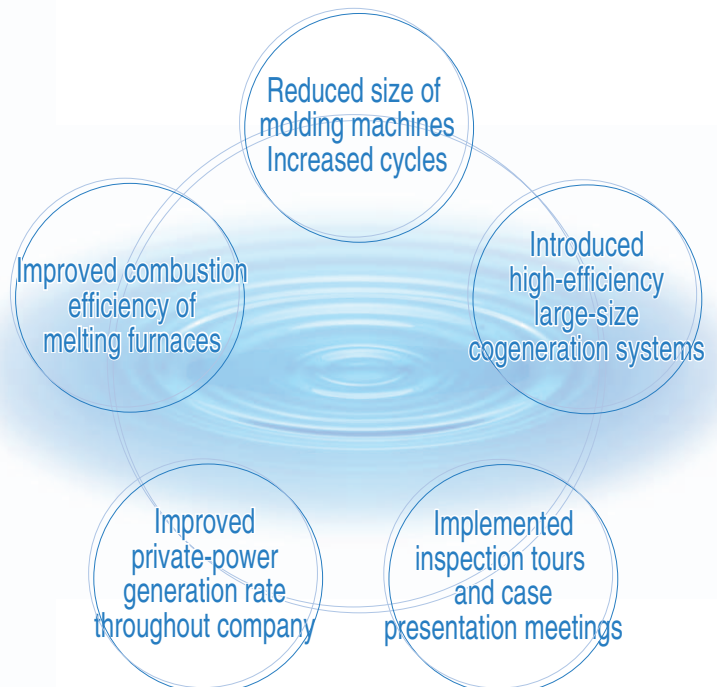 Reduced size of
molding machines
Increased cycles
Improved combustion
efficiency of
melting furnaces
Introduced
high-efficiency
large-size
cogeneration systems
Improved
private-power
generation rate
throughout company
Implemented
inspection tours
and case
presentation meetings